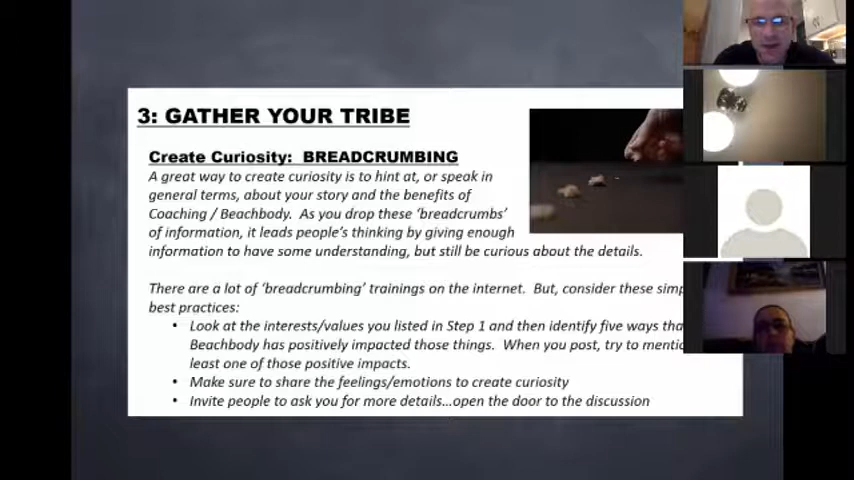 3: GATHER YOUR TRIBE
Create Curiosity: BREADCRUMBING
A great way to create curiosity is to hint at, or speak in
general terms, about your story and the benefits of
Coaching / Beachbody. As you drop these ‘breadcrumbs’
of information, it leads people’s thinking by giving enough
information to have some understanding, but still be curious about the details.
There are a lot of ‘breadcrumbing’ trainings on the internet. But, consider these
best practices:
• Look at the interests/values you listed in Step 1 and then identify five ways
Beachbody has positively impacted those things. When you post, try to
least one of those positive impacts.
• Make sure to share the feelings/emotions to create curiosity
• Invite people to ask you for more details...open the door to the discussion